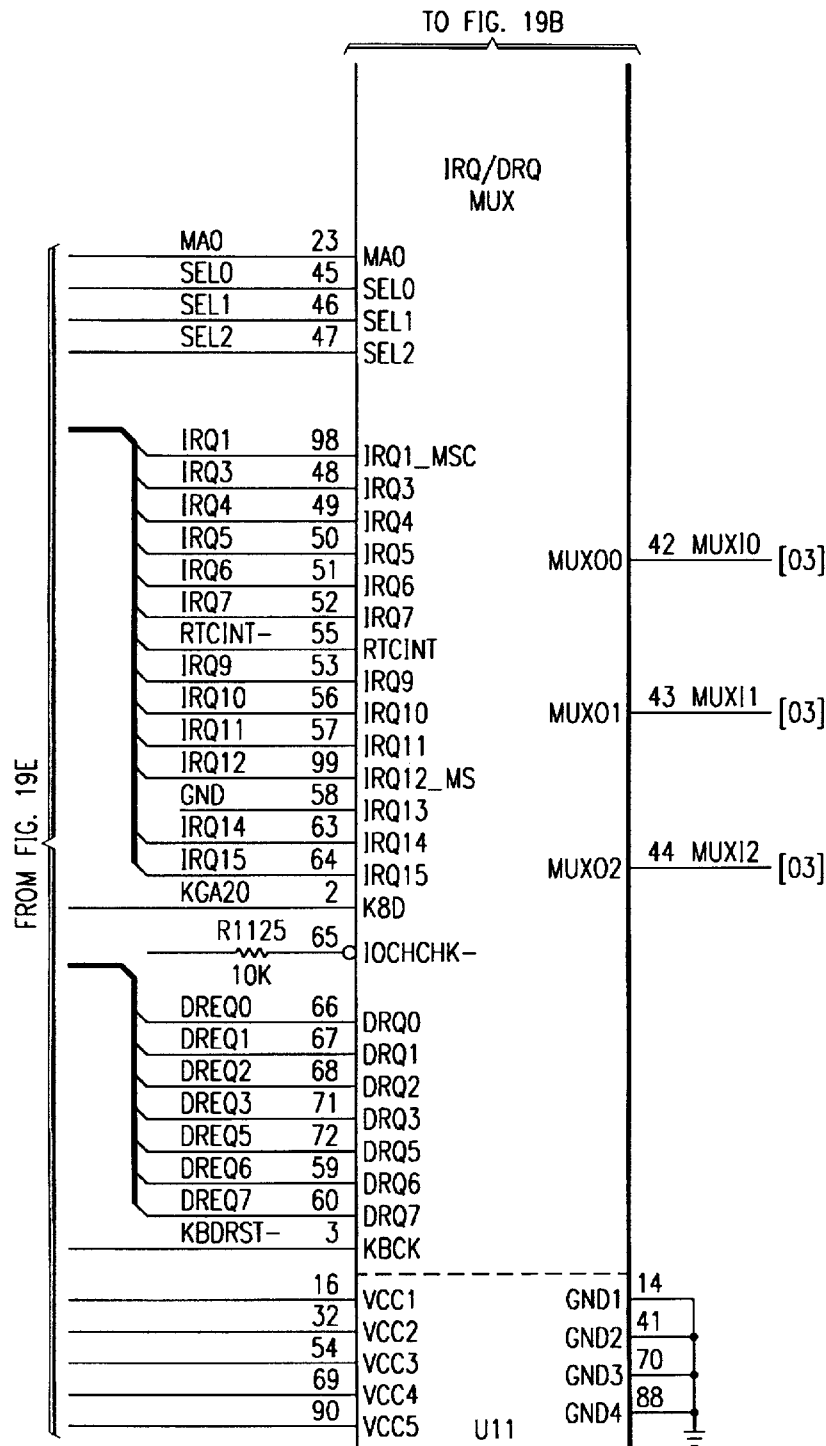 TO FIG. 19B
IRQ/DRQ
MUX
MA0 23 MA0
SEL0 45 SEL0
SEL1 46 SEL1
SEL2 47 SEL2
IRQ1 98 IRQ1_MSC
IRQ3 48 IRQ3
IRQ4 49 IRQ4
IRQ5 50 IRQ5
MUXO0 42 MUXI0 [03]
IRQ6 51 IRQ6
IRQ7 52 IRQ7
RTCINT- 55 RTCINT
IRQ9 53 IRQ9
IRQ10 56 IRQ10
MUXO1 43 MUXI1 [03]
IRQ11 57 IRQ11
IRQ12 99 IRQ12_MS
GND 58 IRQ13
IRQ14 63 IRQ14
IRQ15 64 IRQ15
MUXO2 44 MUXI2 [03]
KGA20 2 K8D
FROM FIG. 19E
R1125 65 IOCHCHK-
10K
DREQ0 66 DRQ0
DREQ1 67 DRQ1
DREQ2 68 DRQ2
DREQ3 71 DRQ3
DREQ5 72 DRQ5
DREQ6 59 DRQ6
DREQ7 60 DRQ7
KBDRST- 3 KBCK
16 VCC1 GND1 14
32 VCC2 GND2 41
54 VCC3 GND3 70
69 VCC4 GND4 88
90 VCC5 U11